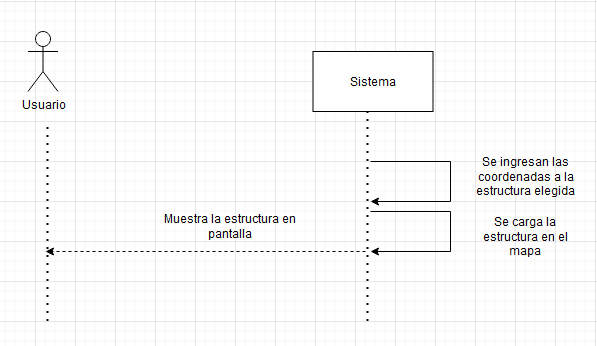 Usuario
Sistema
Se ingresan las
coordenadas a la
estructura elegida
Muestra la estructura en
pantalla
Se carga la
estructura en el
mapa